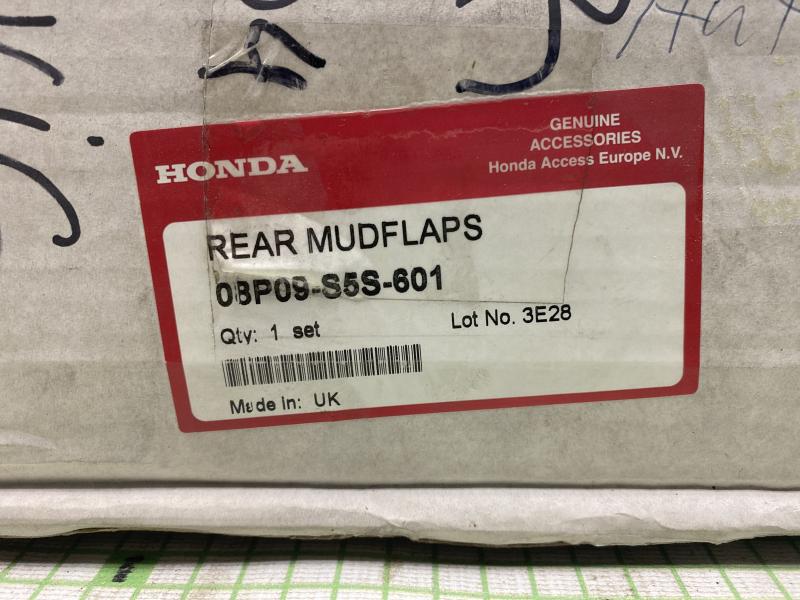 HONDA
GENUINE
ACCESSORIES
Honda Access Europe N.V.
REAR MUDFLAPS
08P09-S5S-601
Qty: 1 set
Lot No. 3E28
Made in: UK